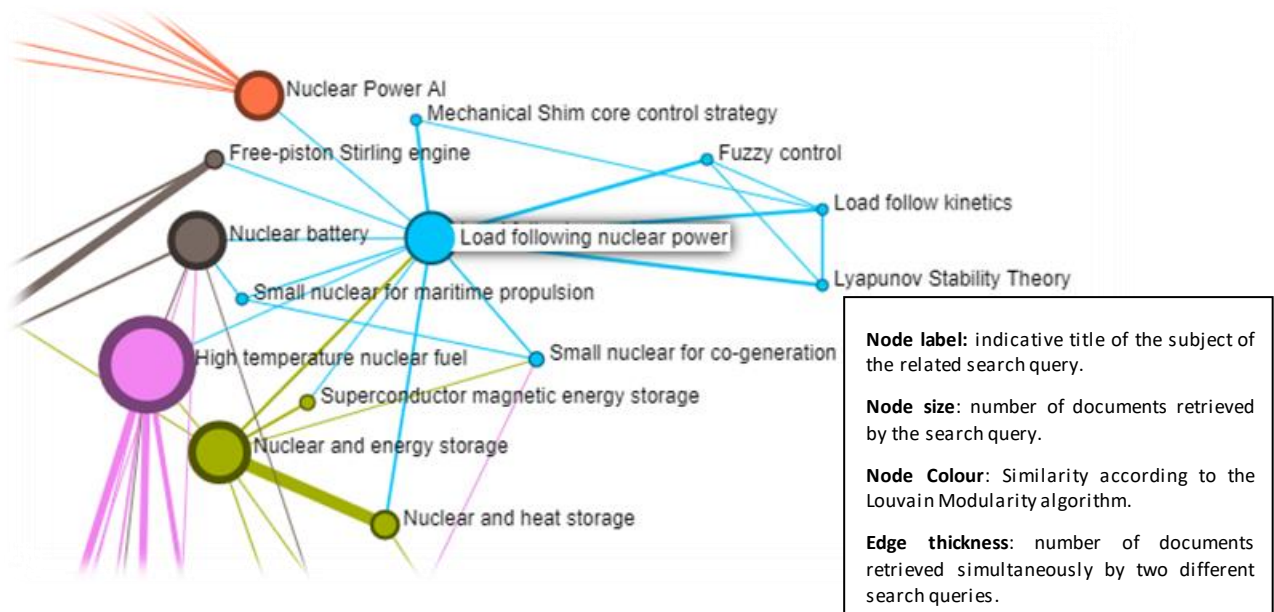 Nuclear Power AI
Mechanical Shim core control strategy
Free-piston Stirling engine
Fuzzy control
Load follow kinetics
Nuclear battery
Load following nuclear power
Lyapunov Stability Theory
Small nuclear for maritime propulsion
High temperature nuclear fuel
Small nuclear for co-generation
Superconductor magnetic energy storage
Nuclear and energy storage
Nuclear and heat storage
Node label: indicative title of the subject of
the related search query.
Node size: number of documents retrieved
by the search query.
Node Colour: Similarity according to the
Louvain Modularity algorithm.
Edge thickness: number of documents
retrieved simultaneously by two different
search queries.